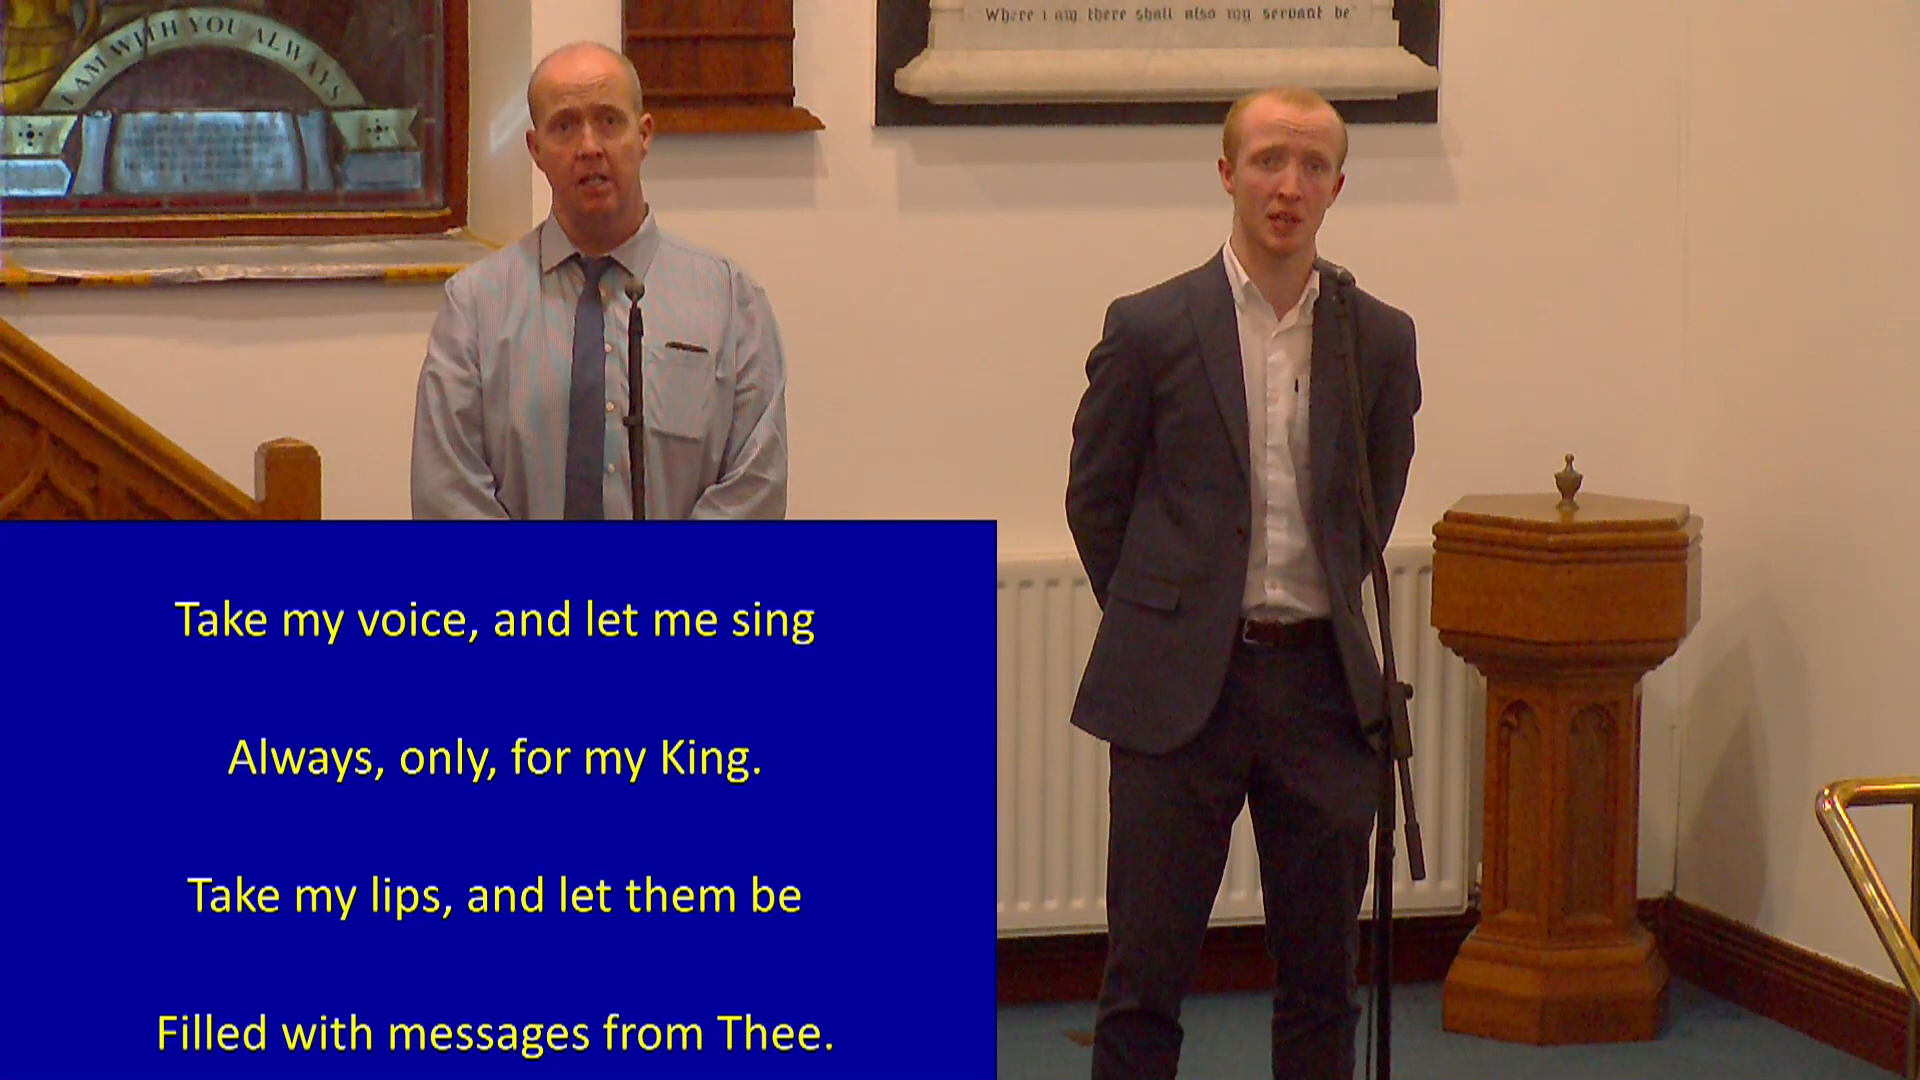 I AM WITH YOU ALWAYS
"Where I am there shall also my servant be"
Take my voice, and let me sing
Always, only, for my King.
Take my lips, and let them be
Filled with messages from Thee.